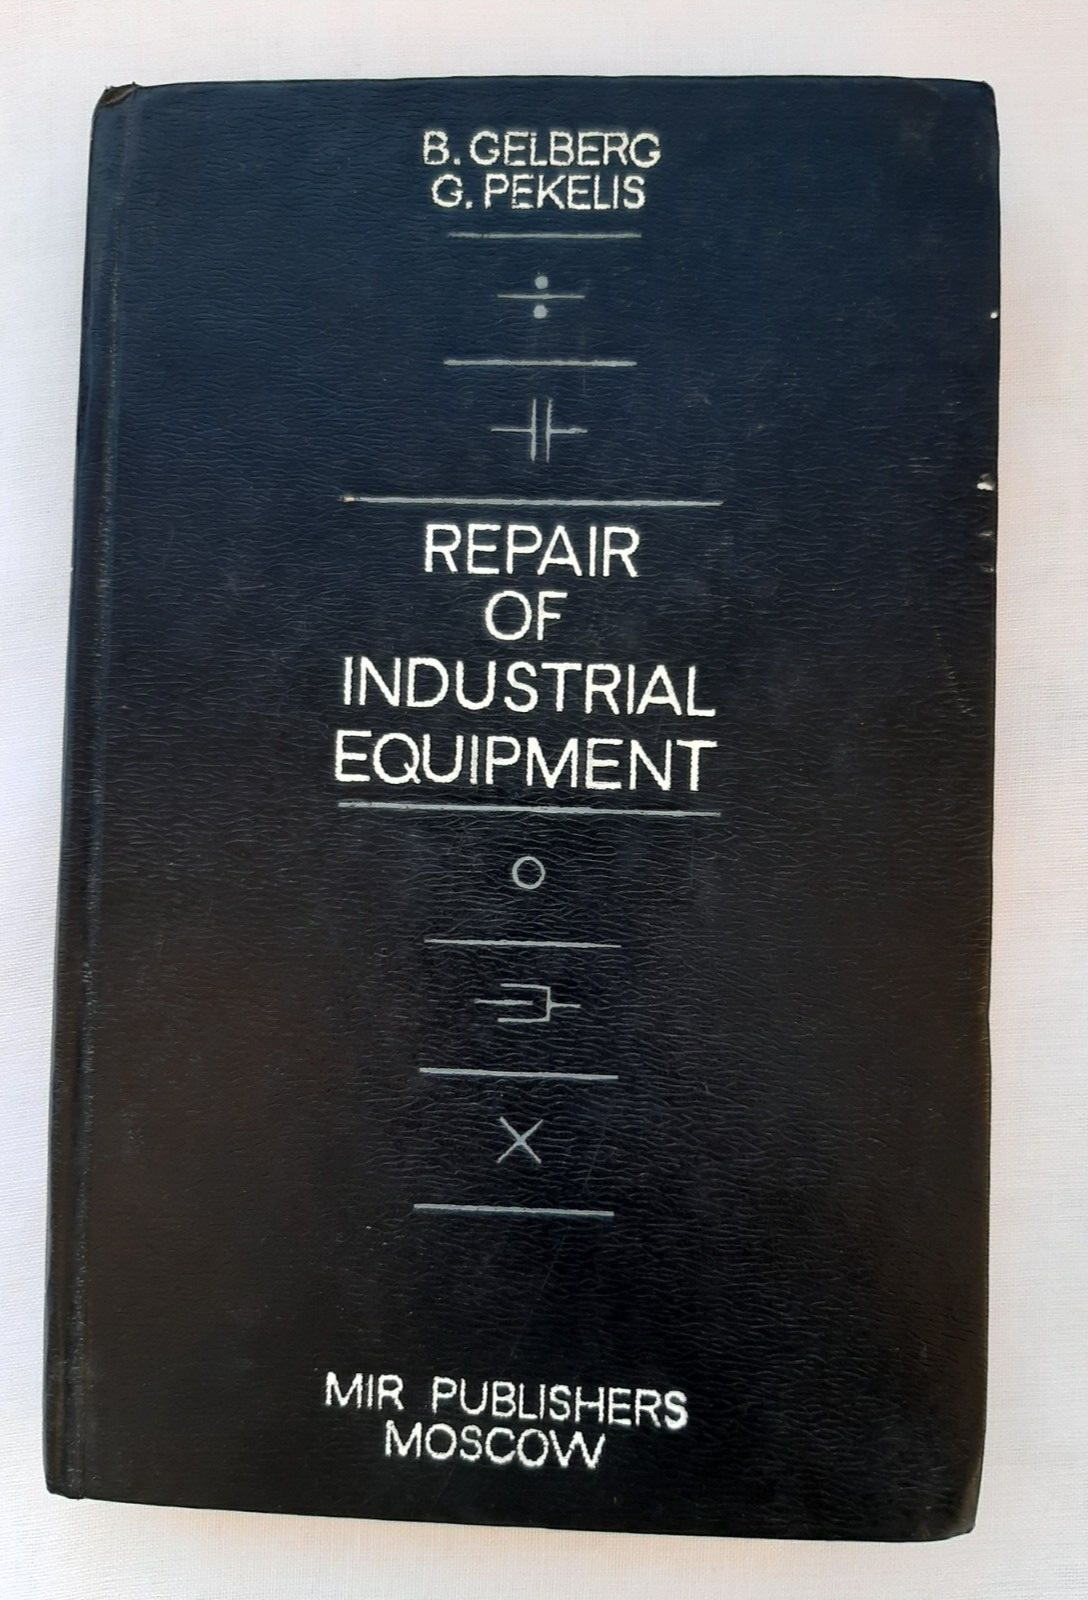 B. GELBERG
G. PEKELIS
REPAIR
OF
INDUSTRIAL
EQUIPMENT
MIR PUBLISHERS
MOSCOW